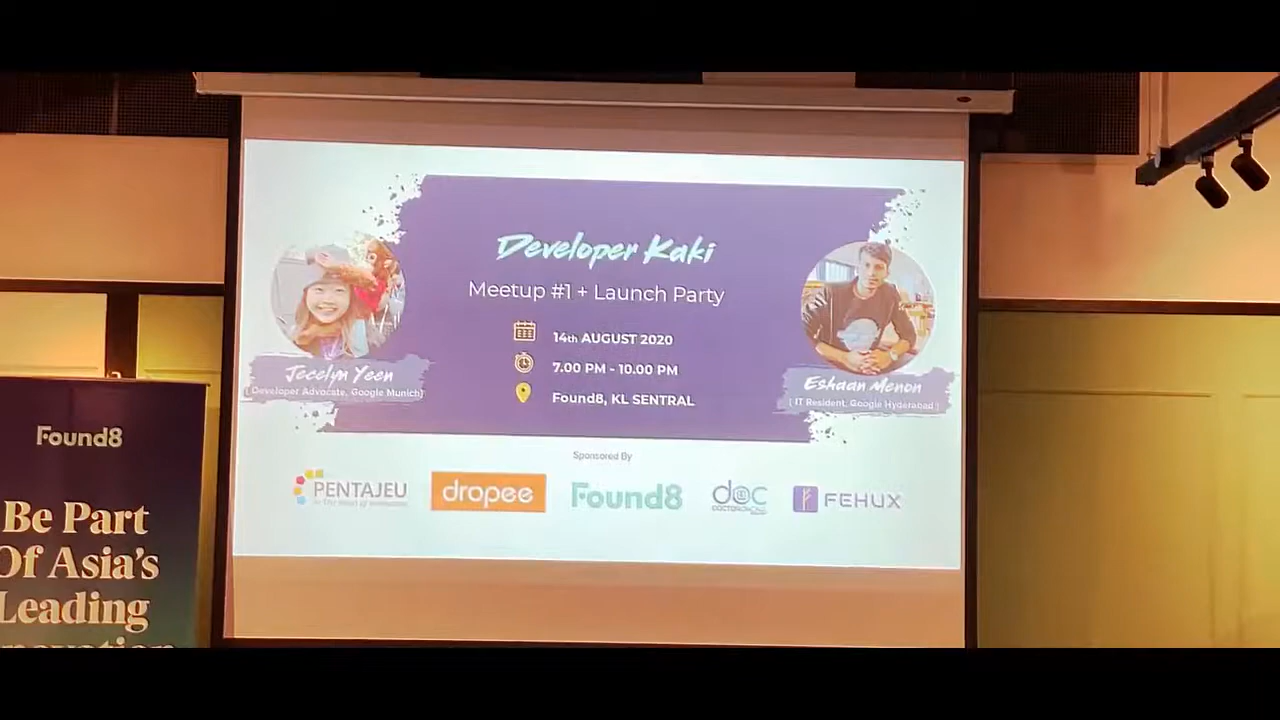 Developer Kaki
Meetup #1 + Launch Party
14th AUGUST 2020
7.00 PM - 10.00 PM
Found8, KL SENTRAL
Jecelyn Yeen
[ Developer Advocate, Google Munich]
Eshaan Menon
[ IT Resident, Google Hyderabad ]
Sponsored By
PENTAJEU
dropee
Found8
doc
DOCTORONCALL
FEHUX
Found8
Be Part
Of Asia's
Leading